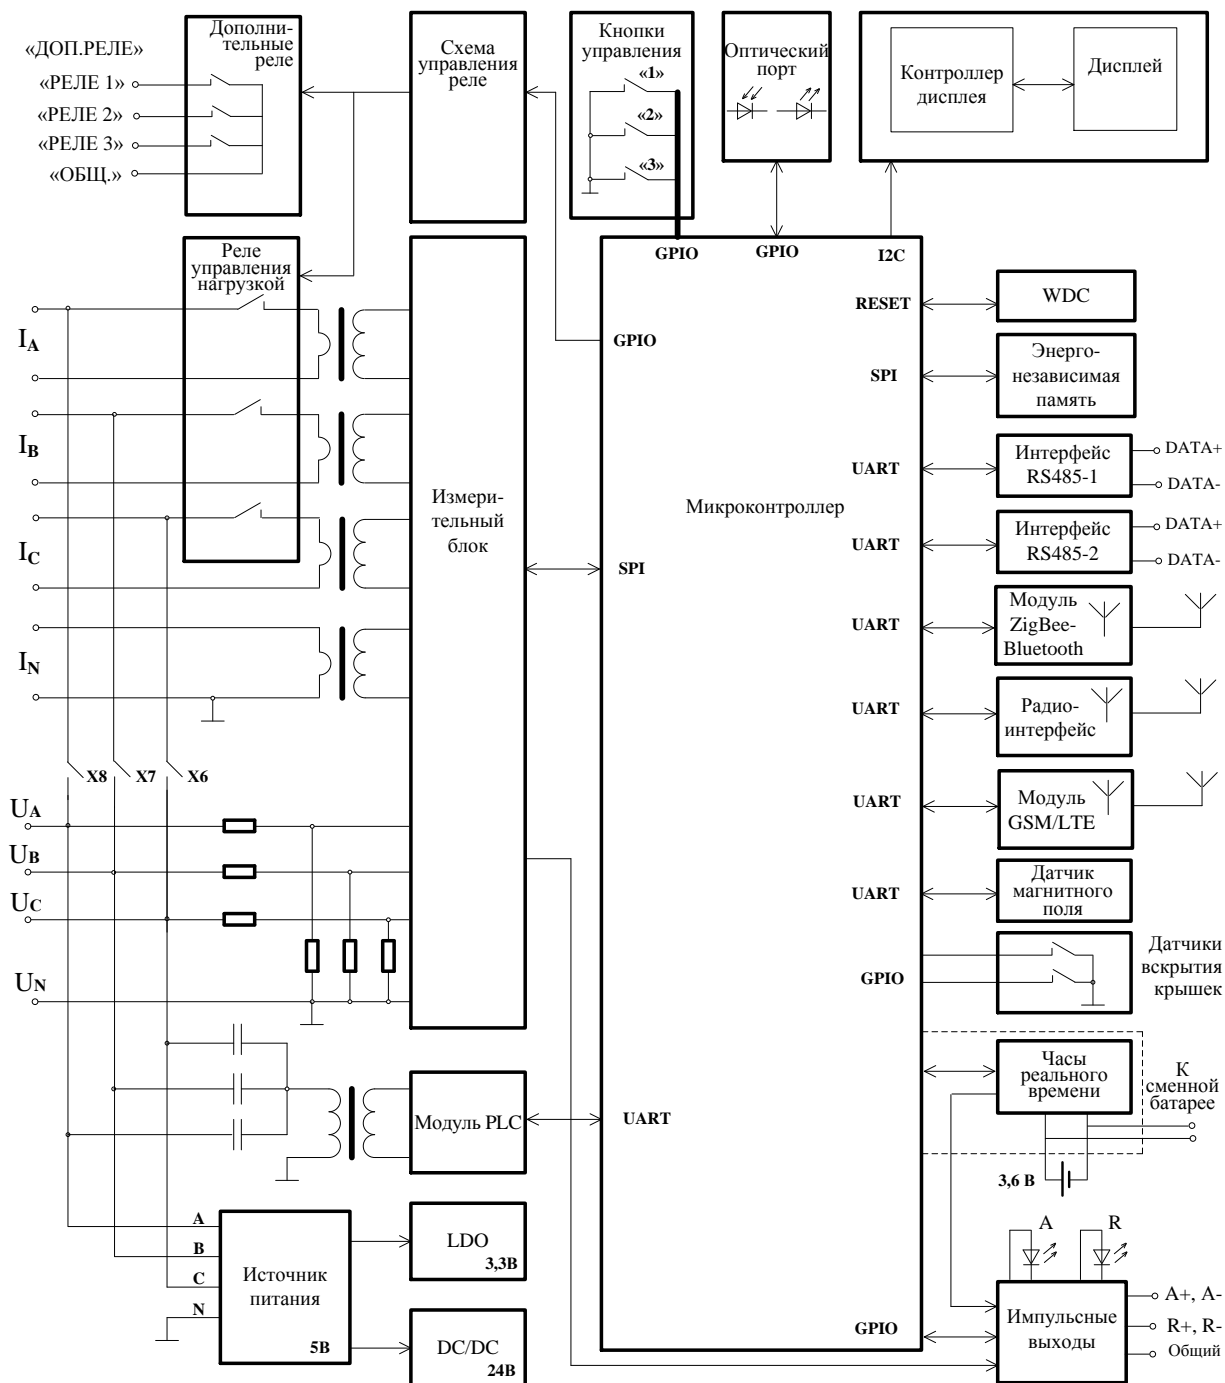 «ДОП.РЕЛЕ»
«РЕЛЕ 1»
«РЕЛЕ 2»
«РЕЛЕ 3»
«ОБЩ.»
Дополни-
тельные
реле
Схема
управления
реле
Кнопки
управления
«1»
«2»
«3»
Оптический
порт
Контроллер
дисплея
Дисплей
Реле
управления
нагрузкой
IA
IB
IC
IN
X8
X7
X6
UA
UB
UC
UN
Измери-
тельный
блок
Модуль PLC
A
B
C
N
Источник
питания
5В
LDO
3,3В
DC/DC
24В
GPIO
GPIO
I2C
RESET
GPIO
SPI
UART
Микроконтроллер
UART
SPI
UART
UART
UART
UART
GPIO
UART
GPIO
WDC
Энерго-
независимая
память
Интерфейс
RS485-1
DATA+
DATA-
Интерфейс
RS485-2
DATA+
DATA-
Модуль
ZigBee-
Bluetooth
Радио-
интерфейс
Модуль
GSM/LTE
Датчик
магнитного
поля
Датчики
вскрытия
крышек
Часы
реального
времени
К
сменной
батарее
3,6 В
A
R
Импульсные
выходы
A+, A-
R+, R-
Общий